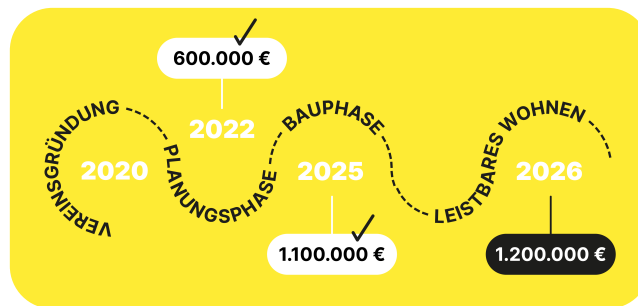 VEREINSGRÜNDUNG
2020
600.000 €
2022
PLANUNGSPHASE
BAUPHASE
2025
1.100.000 €
LEISTBARES WOHNEN
2026
1.200.000 €